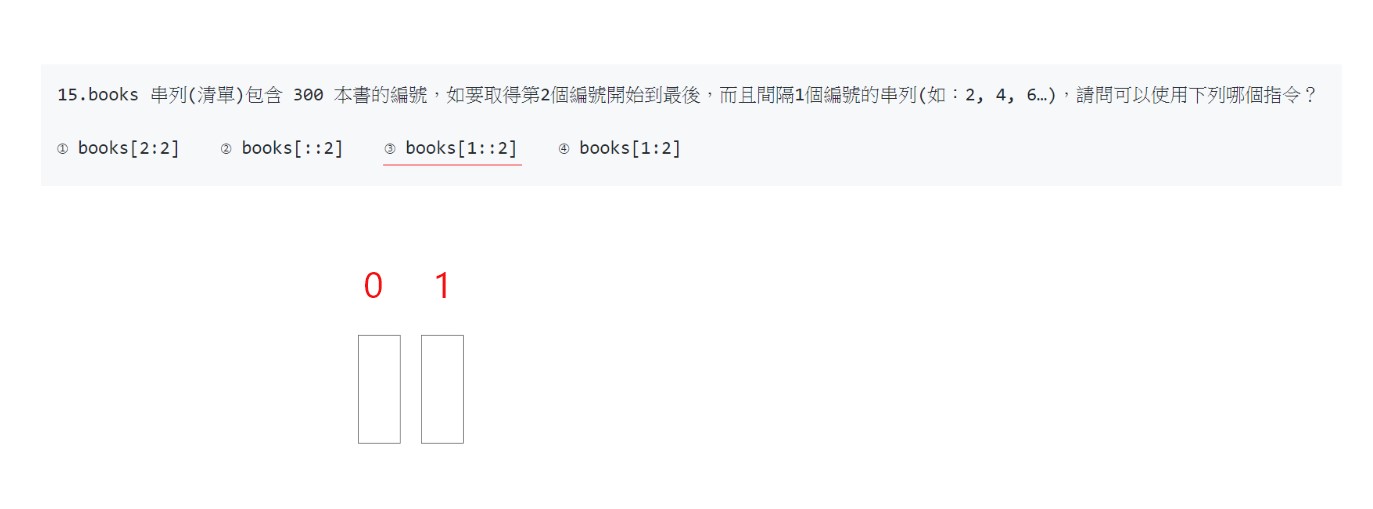 15.books 串列(清單)包含 300 本書的編號，如要取得第2個編號開始到最後，而且間隔1個編號的串列(如：2, 4, 6…)，請問可以使用下列哪個指令？
① books[2:2] ② books[::2] ③ books[1::2] ④ books[1:2]
0 1